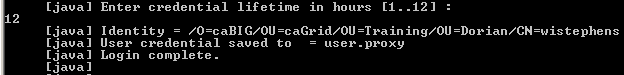 [java] Enter credential lifetime in hours [1..12] :
12
[java] Identity = /O=caBIG/OU=caGrid/OU=Training/OU=Dorian/CN=wistephens
[java] User credential saved to  = user.proxy
[java] Login complete.
[java]